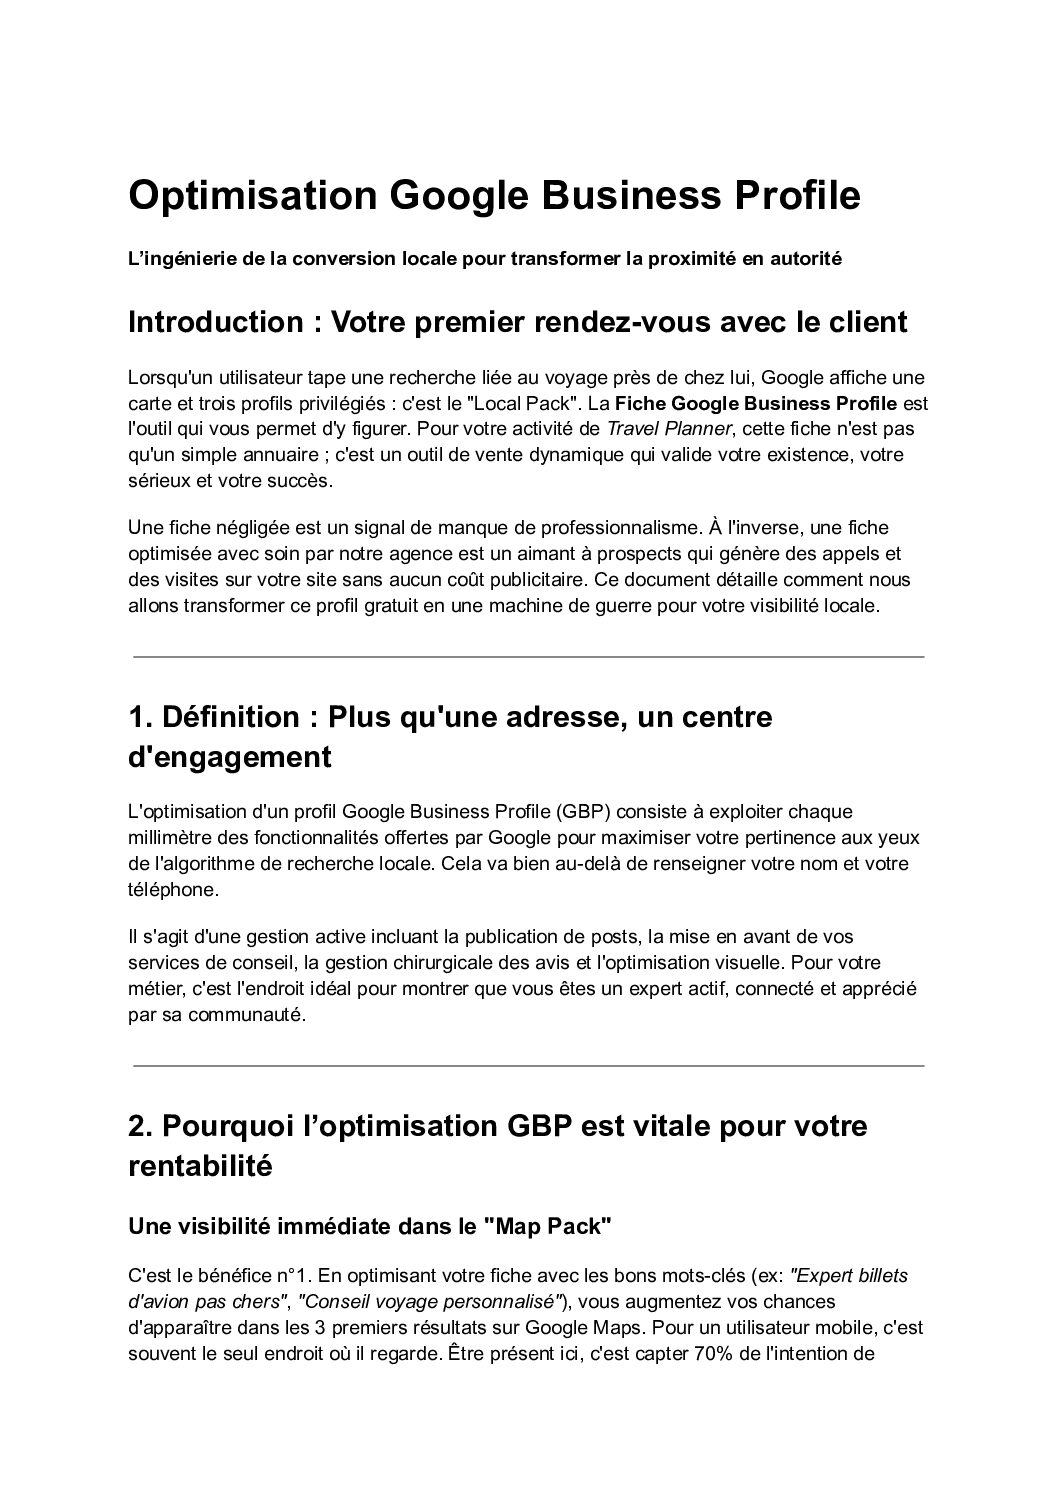 Optimisation Google Business Profile
L’ingénierie de la conversion locale pour transformer la proximité en autorité
Introduction : Votre premier rendez-vous avec le client
Lorsqu'un utilisateur tape une recherche liée au voyage près de chez lui, Google affiche une
carte et trois profils privilégiés : c'est le "Local Pack". La Fiche Google Business Profile est
l'outil qui vous permet d'y figurer. Pour votre activité de Travel Planner, cette fiche n'est pas
qu'un simple annuaire ; c'est un outil de vente dynamique qui valide votre existence, votre
sérieux et votre succès.
Une fiche négligée est un signal de manque de professionnalisme. À l'inverse, une fiche
optimisée avec soin par notre agence est un aimant à prospects qui génère des appels et
des visites sur votre site sans aucun coût publicitaire. Ce document détaille comment nous
allons transformer ce profil gratuit en une machine de guerre pour votre visibilité locale.
1. Définition : Plus qu'une adresse, un centre
d'engagement
L'optimisation d'un profil Google Business Profile (GBP) consiste à exploiter chaque
millimètre des fonctionnalités offertes par Google pour maximiser votre pertinence aux yeux
de l'algorithme de recherche locale. Cela va bien au-delà de renseigner votre nom et votre
téléphone.
Il s'agit d'une gestion active incluant la publication de posts, la mise en avant de vos
services de conseil, la gestion chirurgicale des avis et l'optimisation visuelle. Pour votre
métier, c'est l'endroit idéal pour montrer que vous êtes un expert actif, connecté et apprécié
par sa communauté.
2. Pourquoi l’optimisation GBP est vitale pour votre
rentabilité
Une visibilité immédiate dans le "Map Pack"
C'est le bénéfice n°1. En optimisant votre fiche avec les bons mots-clés (ex: "Expert billets
d'avion pas chers", "Conseil voyage personnalisé"), vous augmentez vos chances
d'apparaître dans les 3 premiers résultats sur Google Maps. Pour un utilisateur mobile, c'est
souvent le seul endroit où il regarde. Être présent ici, c'est capter 70% de l'intention de